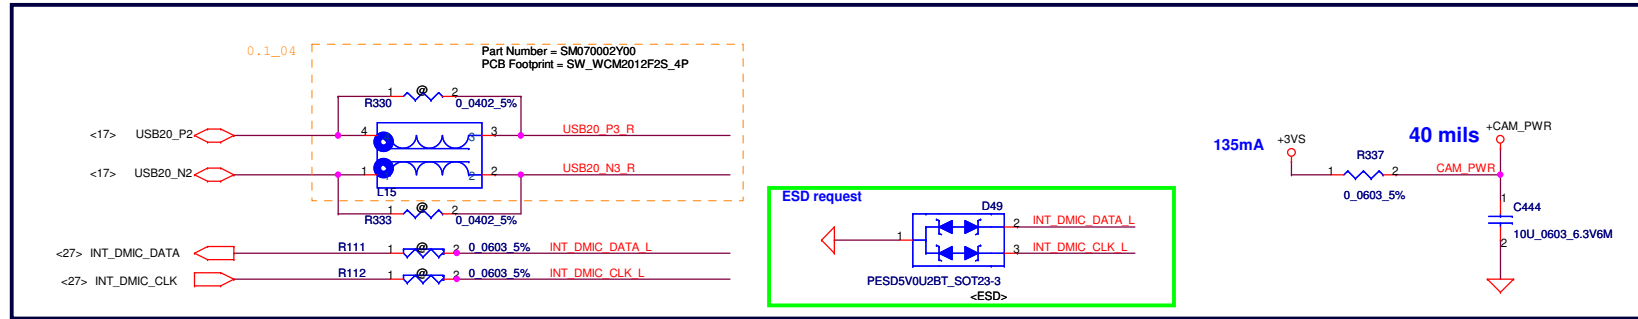 0.1_04
Part Number = SM070002Y00
PCB Footprint = SW_WCM2012F2S_4P
1 @ 2
R330 0_0402_5%
<17> USB20_P2 4 3 3 USB20_P3_R
<17> USB20_N2 1 2 2 USB20_N3_R
L15
1 @ 2
R333 0_0402_5%
<27> INT_DMIC_DATA R111 1 @ 2 0_0603_5% INT_DMIC_DATA_L
<27> INT_DMIC_CLK R112 1 @ 2 0_0603_5% INT_DMIC_CLK_L
ESD request
D49
2 INT_DMIC_DATA_L
1
3 INT_DMIC_CLK_L
PESD5V0U2BT_SOT23-3
<ESD>
135mA +3VS
40 mils +CAM_PWR
R337
1 2 CAM_PWR
0_0603_5%
1
C444
10U_0603_6.3V6M
2